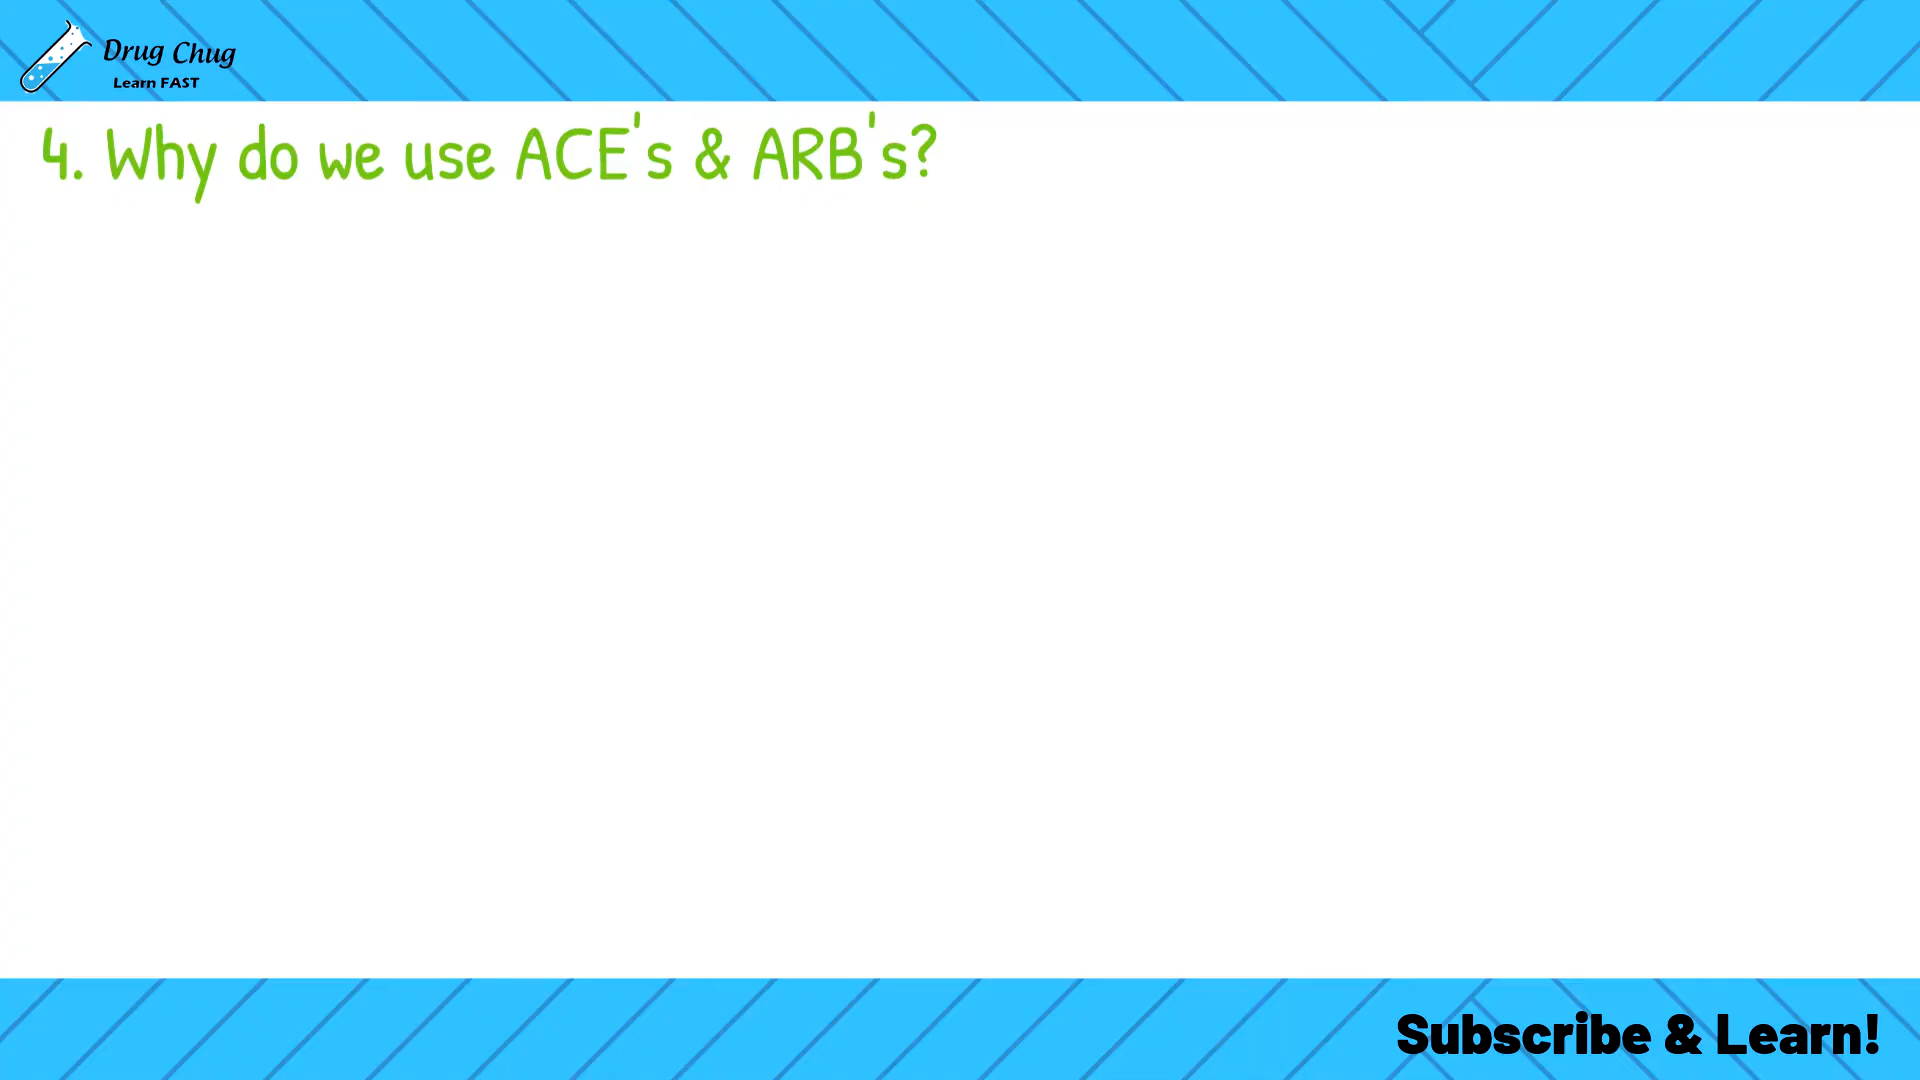 Drug Chug
Learn FAST
4. Why do we use ACE's & ARB's?
Subscribe & Learn!